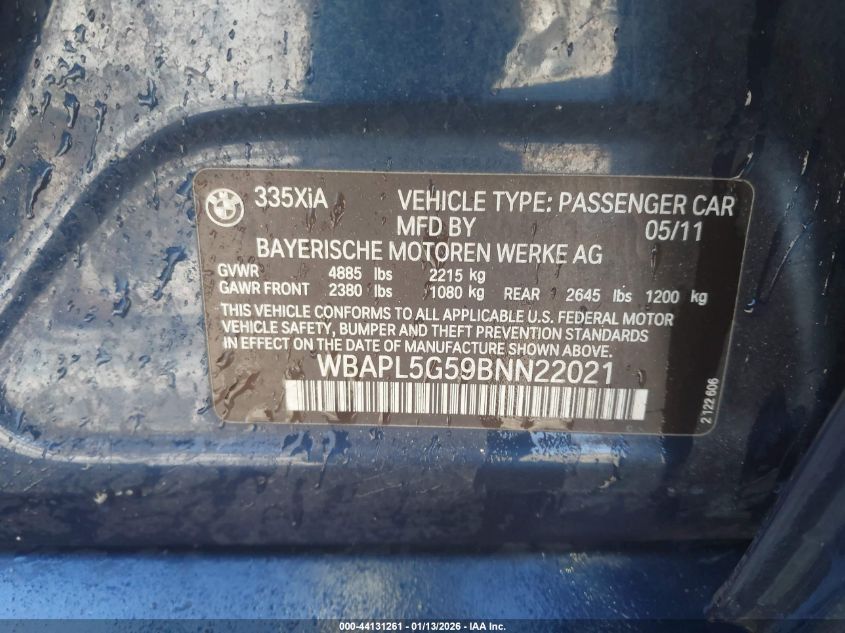 BMW
335XiA VEHICLE TYPE: PASSENGER CAR
MFD BY 05/11
BAYERISCHE MOTOREN WERKE AG
GVWR 4885 lbs 2215 kg
GAWR FRONT 2380 lbs 1080 kg REAR 2645 lbs 1200 kg
THIS VEHICLE CONFORMS TO ALL APPLICABLE U.S. FEDERAL MOTOR
VEHICLE SAFETY, BUMPER AND THEFT PREVENTION STANDARDS
IN EFFECT ON THE DATE OF MANUFACTURE SHOWN ABOVE.
WBAPL5G59BNN22021
2 122 606
000-44131261 - 01/13/2026 - IAA Inc.